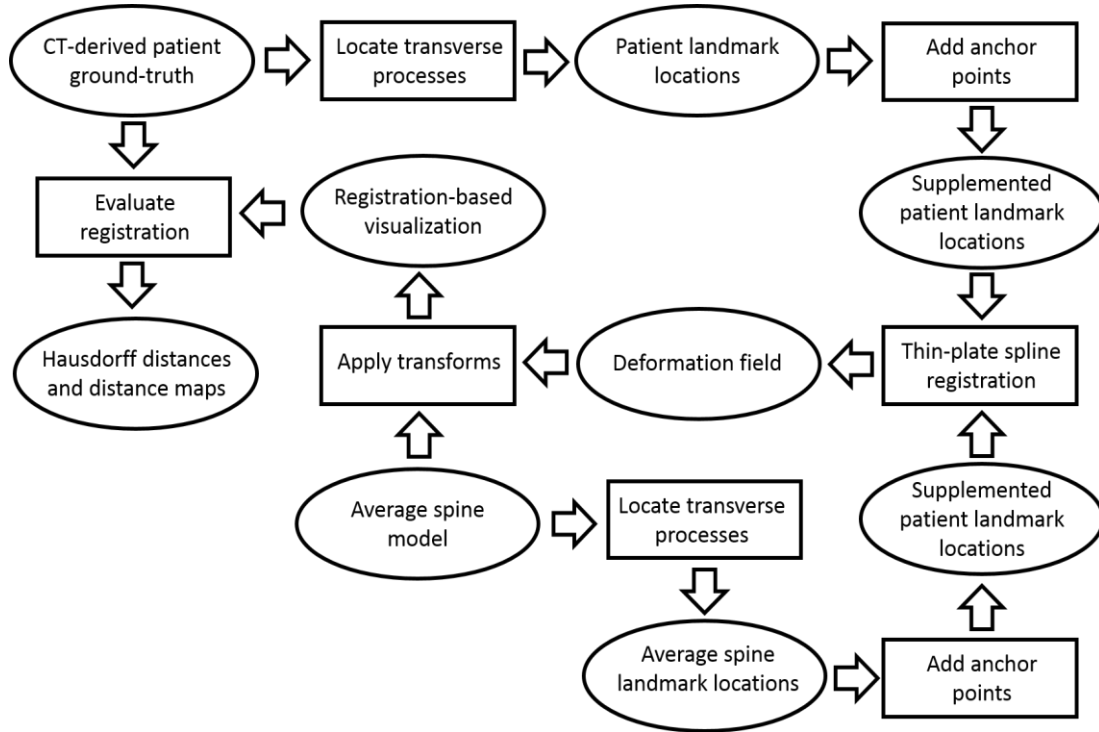 CT-derived patient
ground-truth
Locate transverse
processes
Patient landmark
locations
Add anchor
points
Evaluate
registration
Registration-based
visualization
Supplemented
patient landmark
locations
Hausdorff distances
and distance maps
Apply transforms
Deformation field
Thin-plate spline
registration
Average spine
model
Locate transverse
processes
Supplemented
patient landmark
locations
Average spine
landmark locations
Add anchor
points